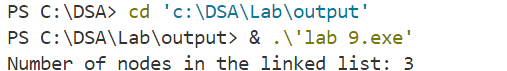 PS C:\DSA> cd 'c:\DSA\Lab\output'
PS C:\DSA\Lab\output> & .\'lab 9.exe'
Number of nodes in the linked list: 3